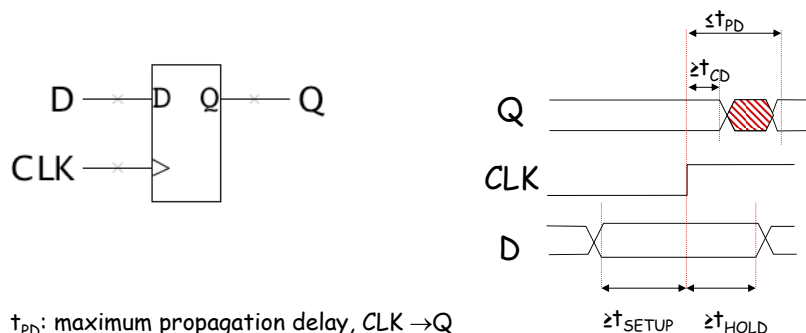 D D Q Q
CLK
≤tPD
≥tCD
Q
CLK
D
≥tSETUP ≥tHOLD
tPD: maximum propagation delay, CLK →Q